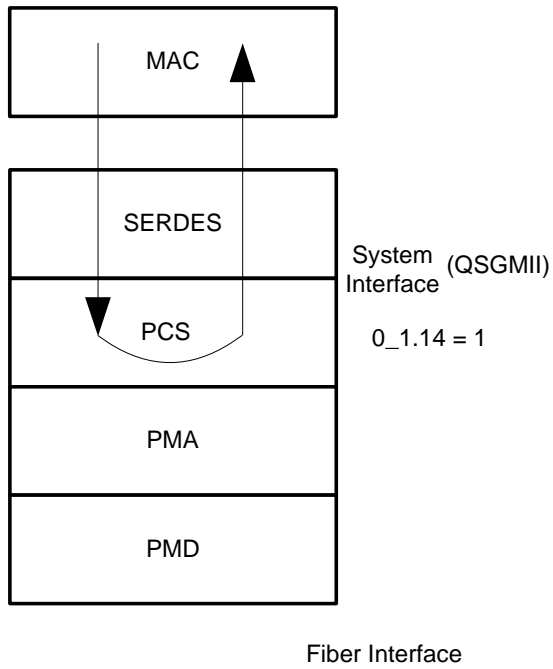 MAC
SERDES
System
Interface
(QSGMII)
PCS
0_1.14 = 1
PMA
PMD
Fiber Interface